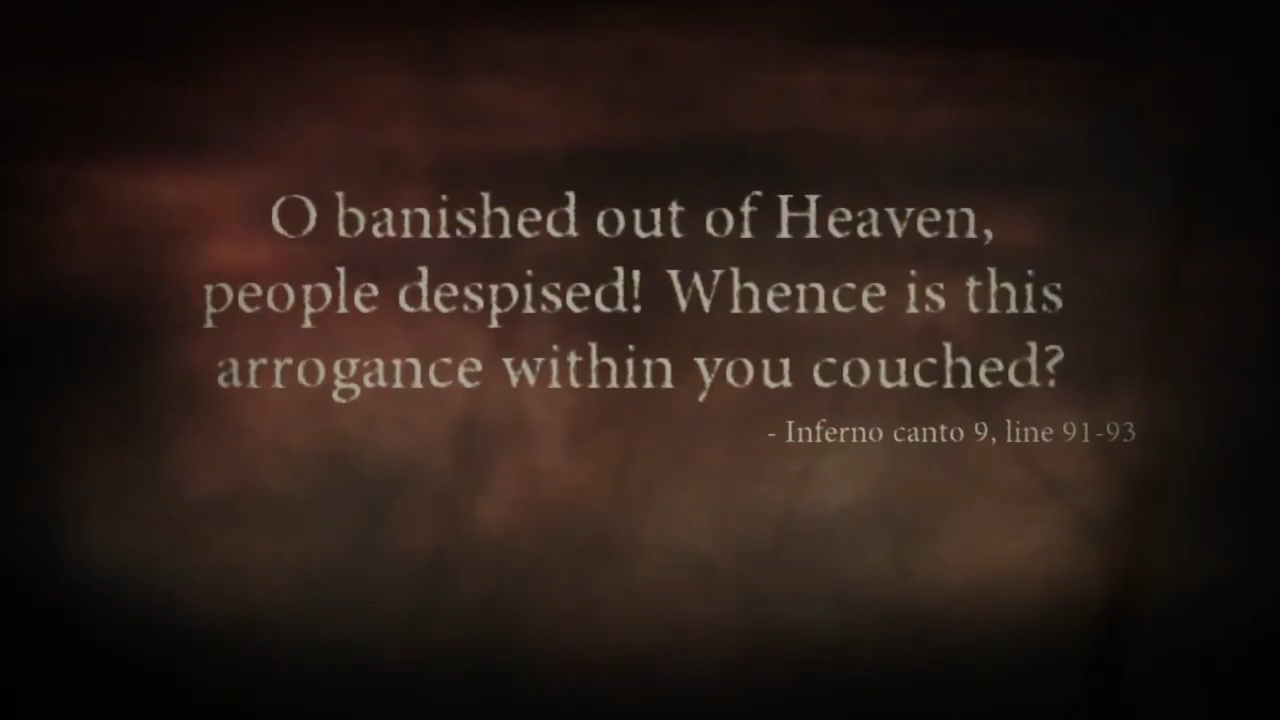 O banished out of Heaven,
people despised! Whence is this
arrogance within you couched?
- Inferno canto 9, line 91-93